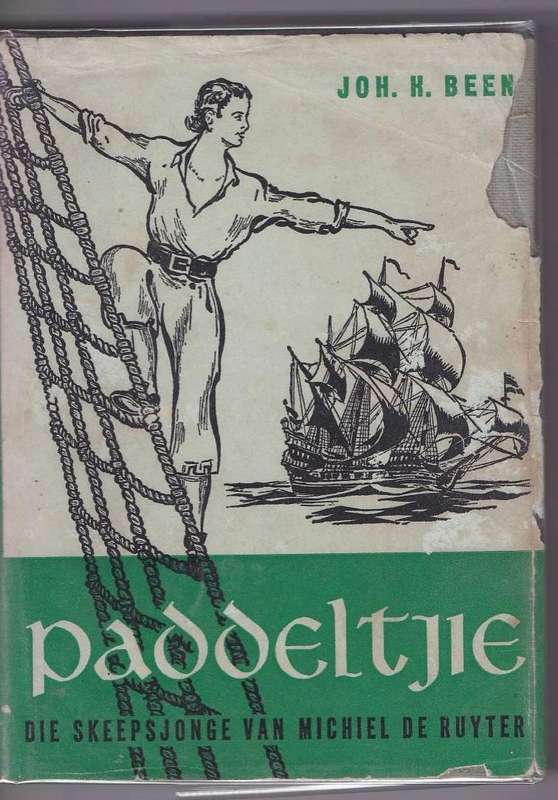 JOH. H. BEEN
paddeltjie
DIE SKEEPSJONGE VAN MICHIEL DE RUYTER